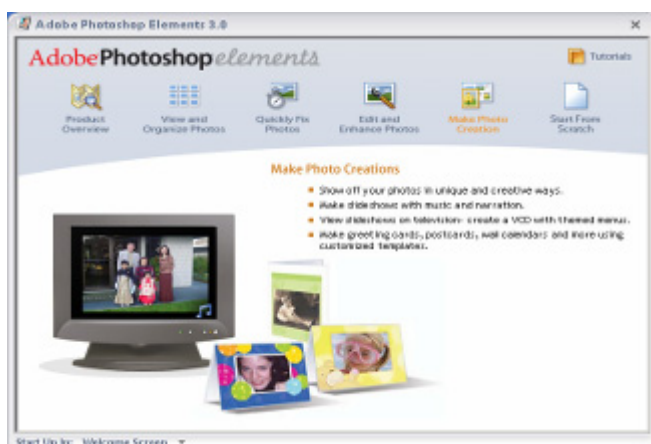 Adobe Photoshop Elements 3.0
Adobe Photoshop elements
Tutorials
Product Overview
View and Organize Photos
Quickly Fix Photos
Edit and Enhance Photos
Make Photo Creation
Start From Scratch
Make Photo Creations
Show off your photos in unique and creative ways.
Make slideshows with music and narration.
View slideshows on television- create a VCD with themed menus.
Make greeting cards, postcards, wall calendars and more using
customized templates.
Start Up In: Welcome Screen